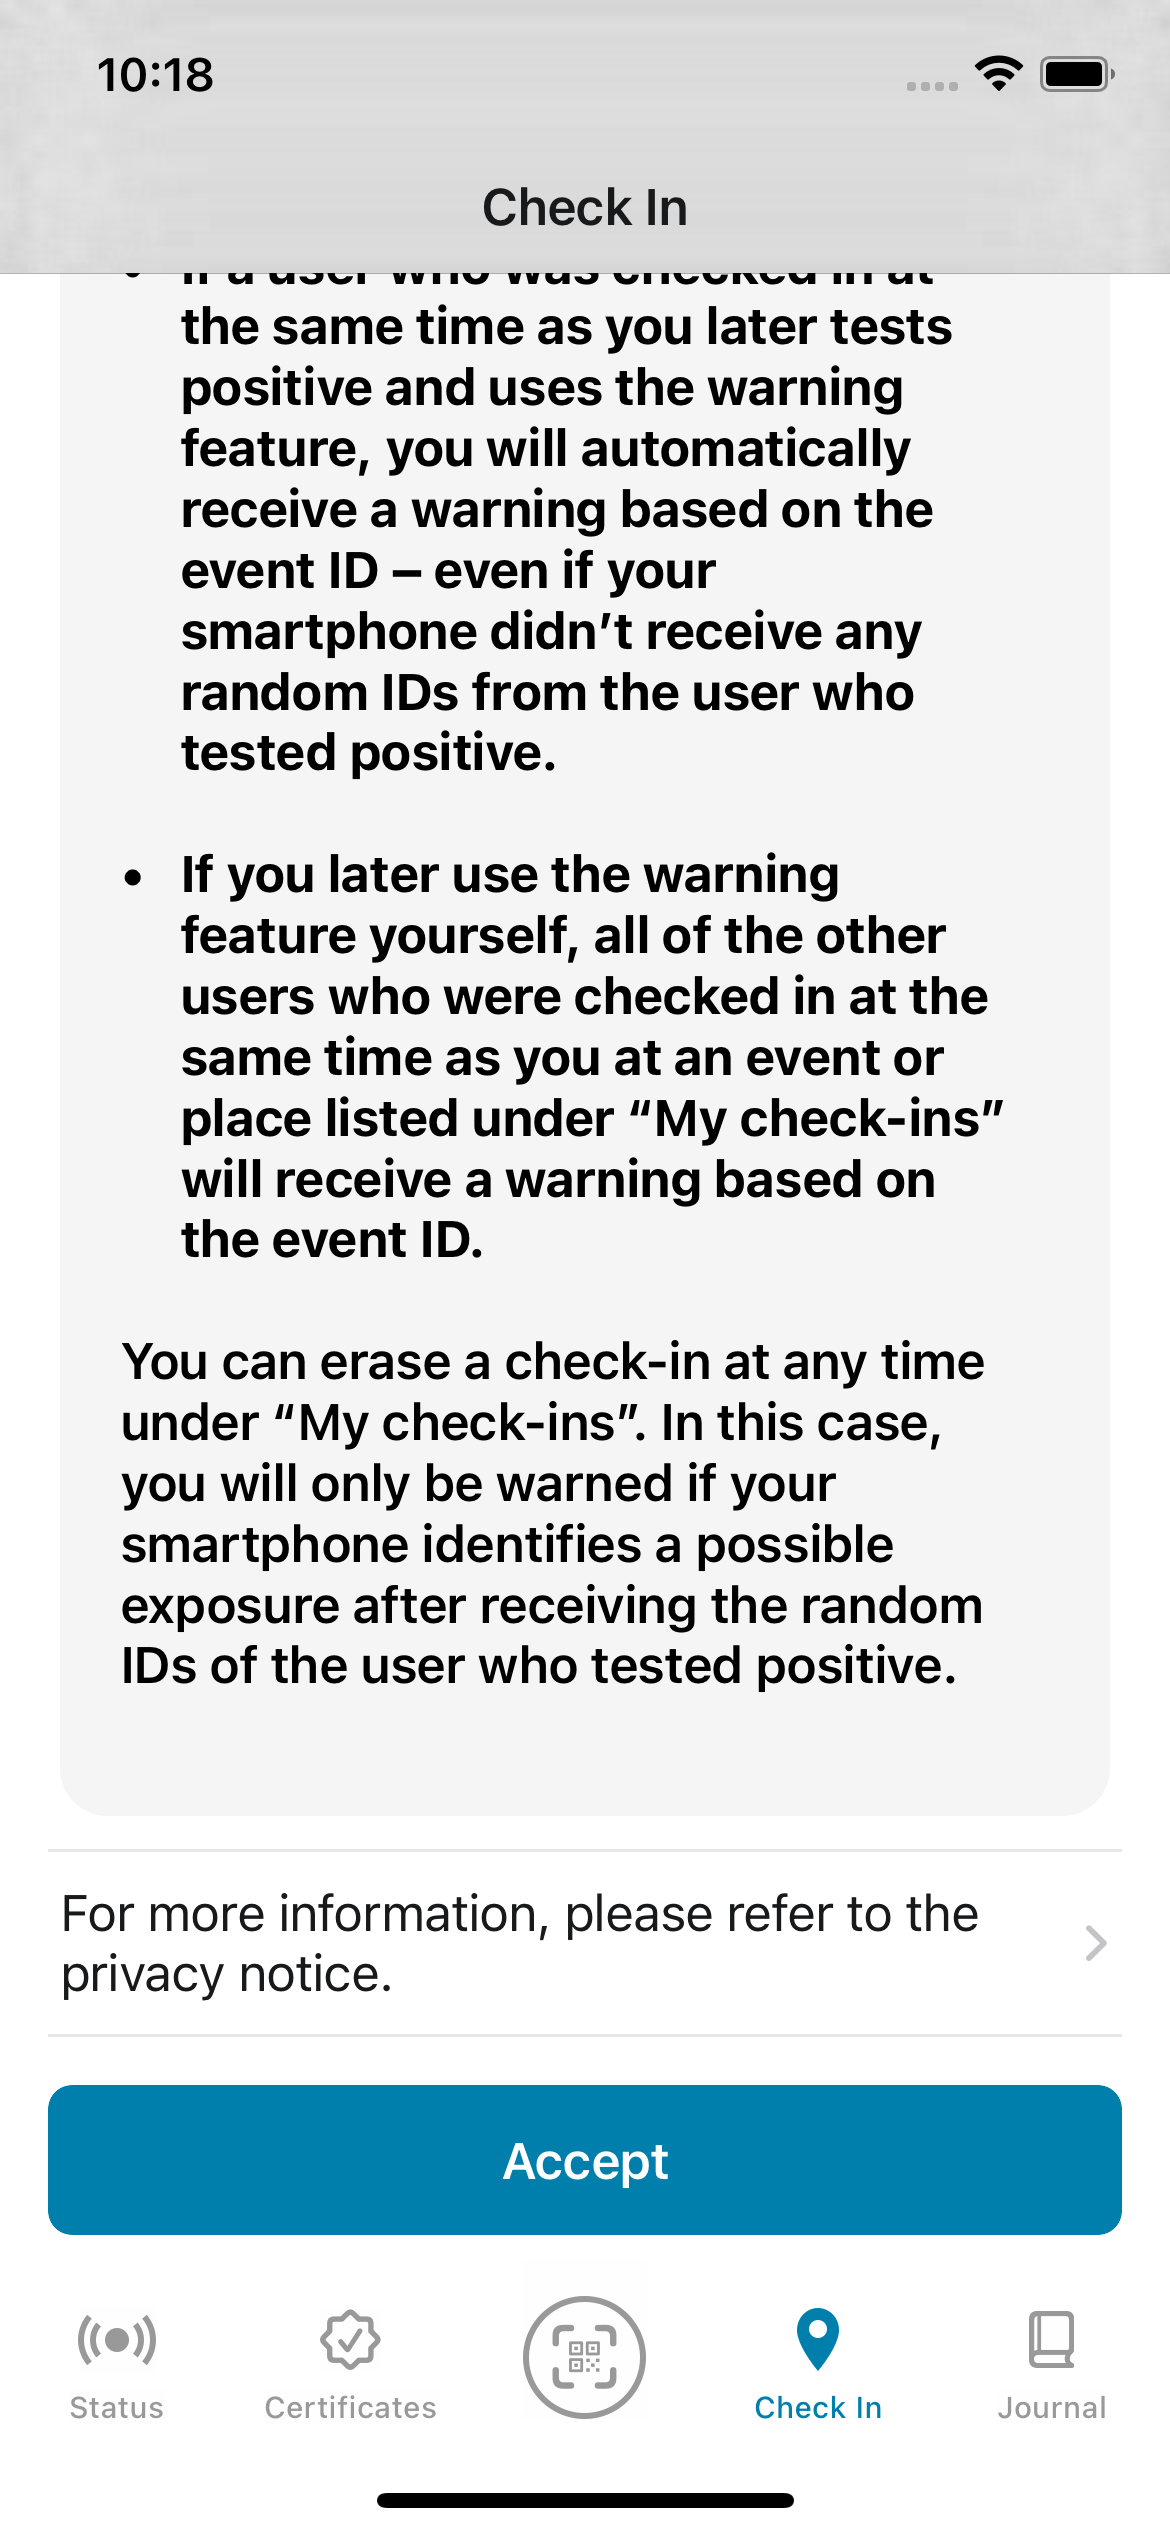 10:18
Check In
If a user who was checked in at
the same time as you later tests
positive and uses the warning
feature, you will automatically
receive a warning based on the
event ID – even if your
smartphone didn’t receive any
random IDs from the user who
tested positive.
• If you later use the warning
feature yourself, all of the other
users who were checked in at the
same time as you at an event or
place listed under “My check-ins”
will receive a warning based on
the event ID.
You can erase a check-in at any time
under “My check-ins”. In this case,
you will only be warned if your
smartphone identifies a possible
exposure after receiving the random
IDs of the user who tested positive.
For more information, please refer to the
privacy notice.
Accept
Status
Certificates
Check In
Journal